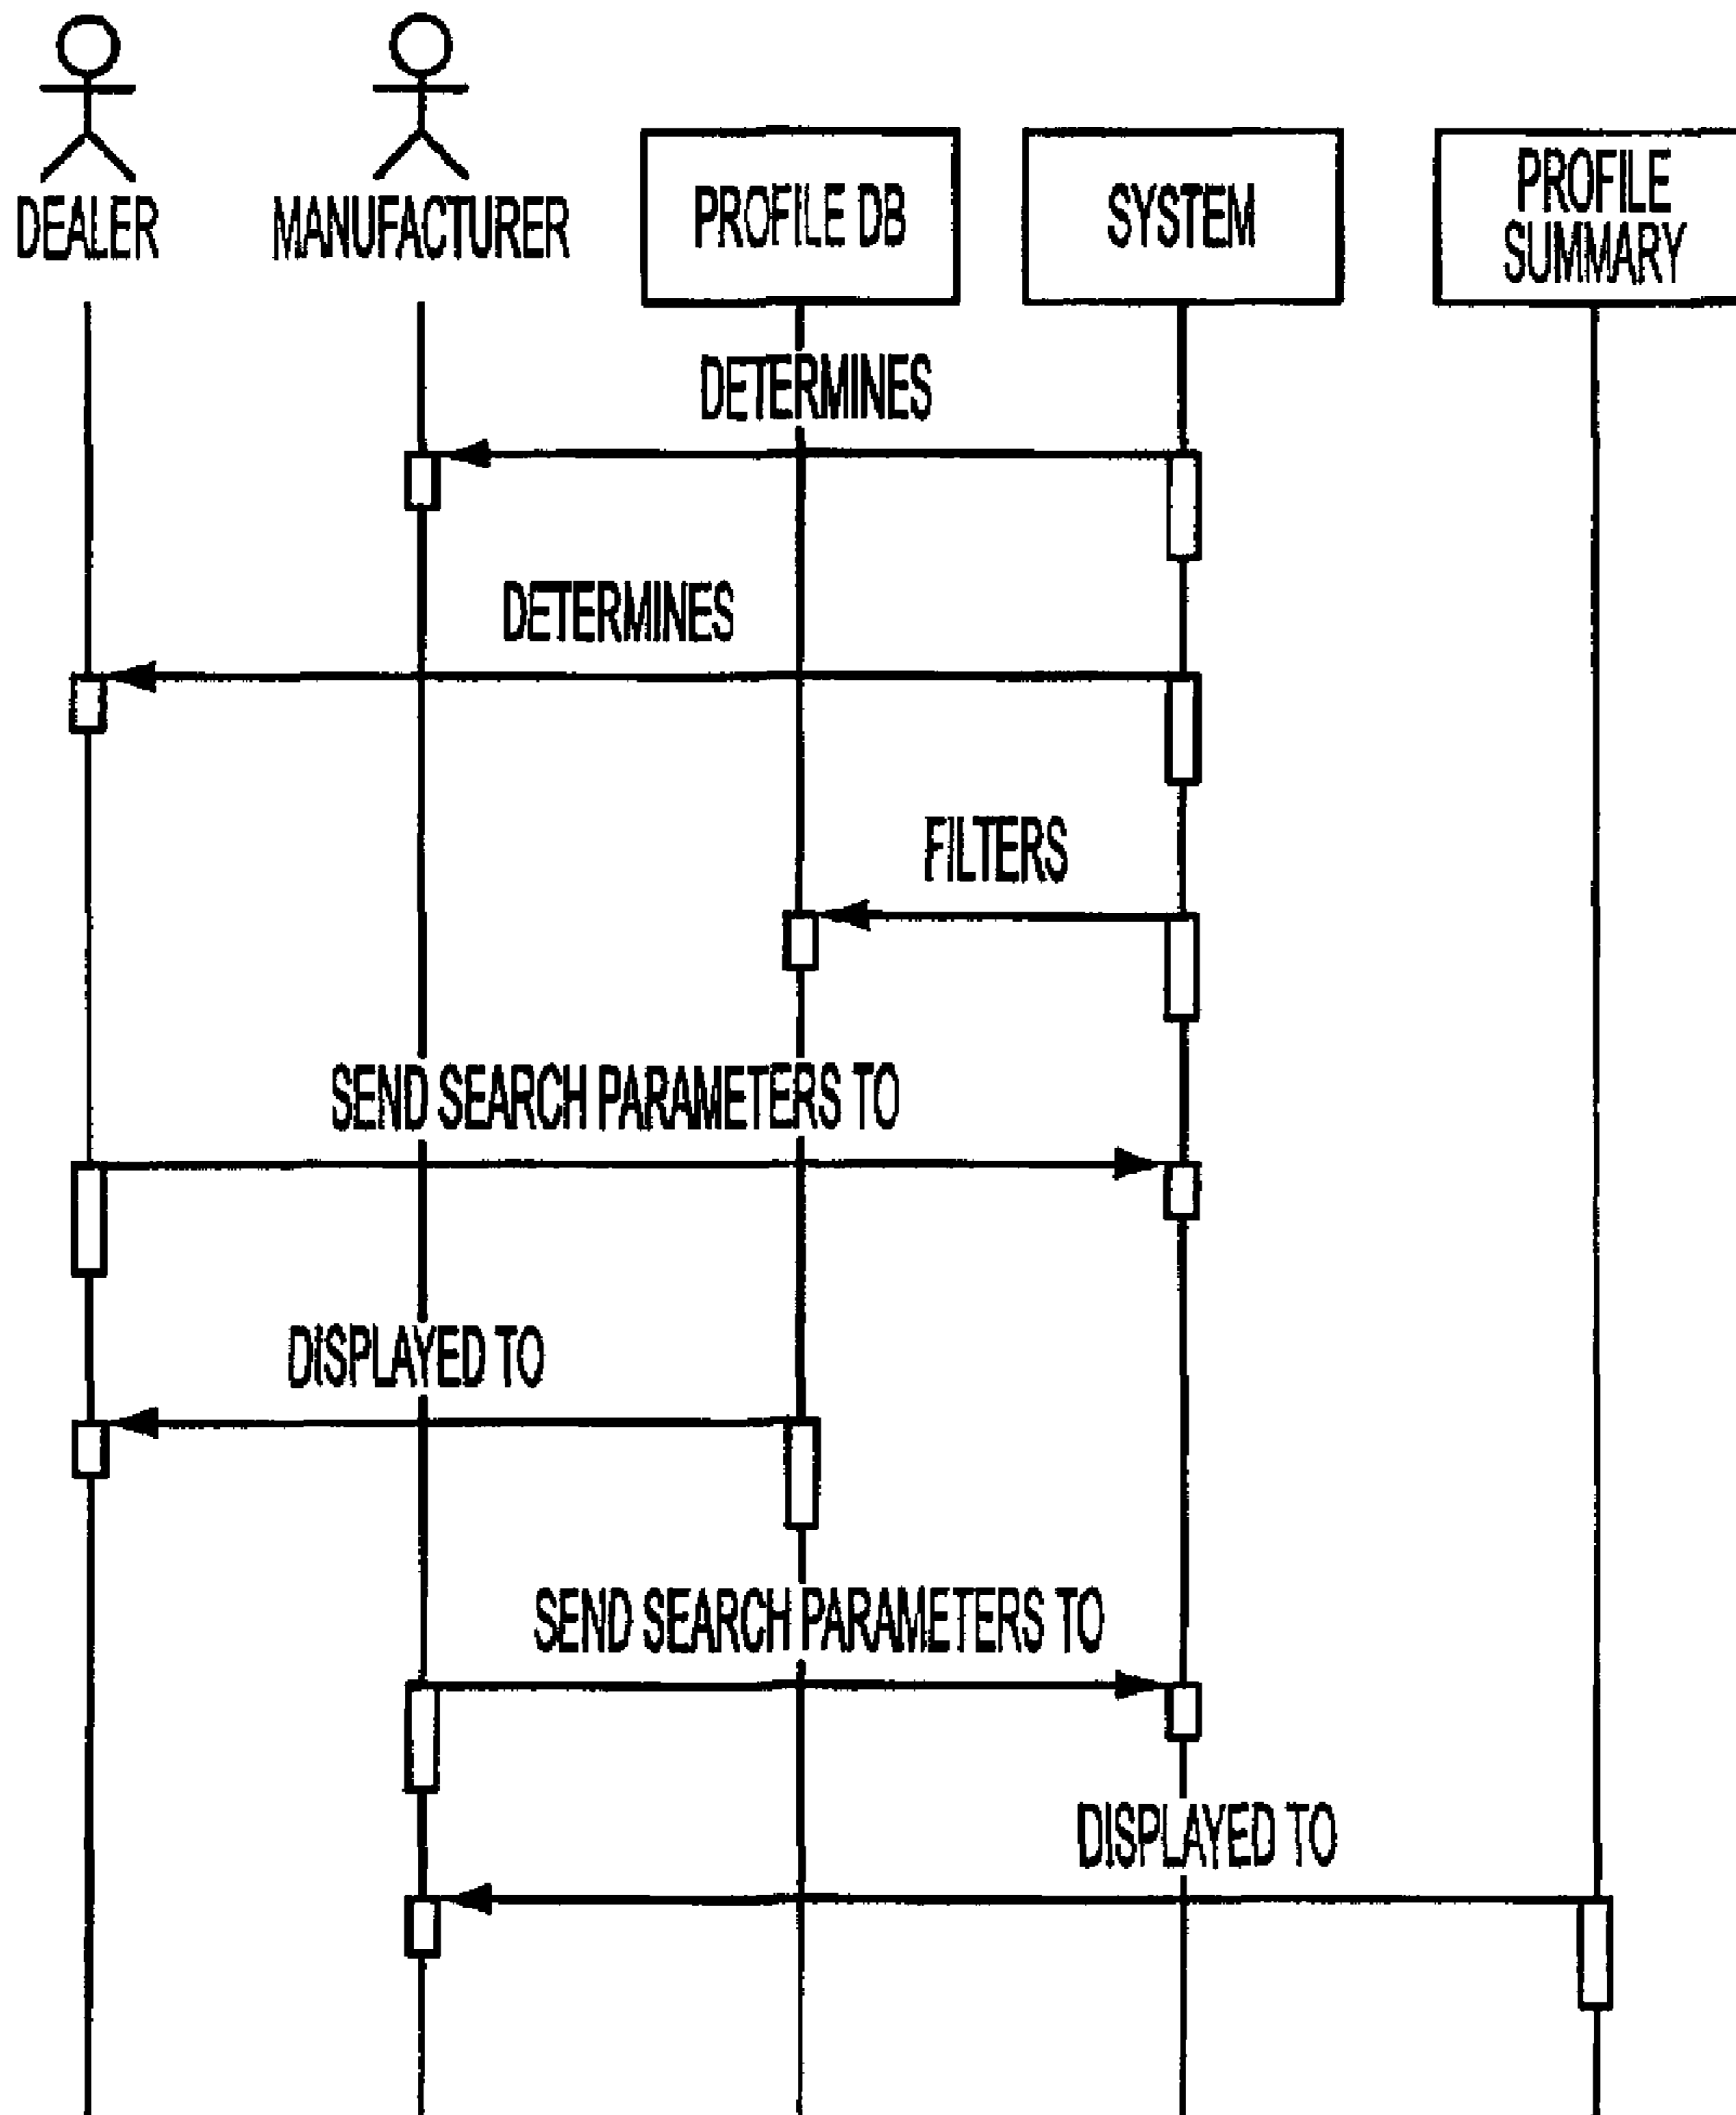 DEALER
MANUFACTURER
PROFILE DB
SYSTEM
PROFILE
SUMMARY
DETERMINES
DETERMINES
FILTERS
SEND SEARCH PARAMETERS TO
DISPLAYED TO
SEND SEARCH PARAMETERS TO
DISPLAYED TO